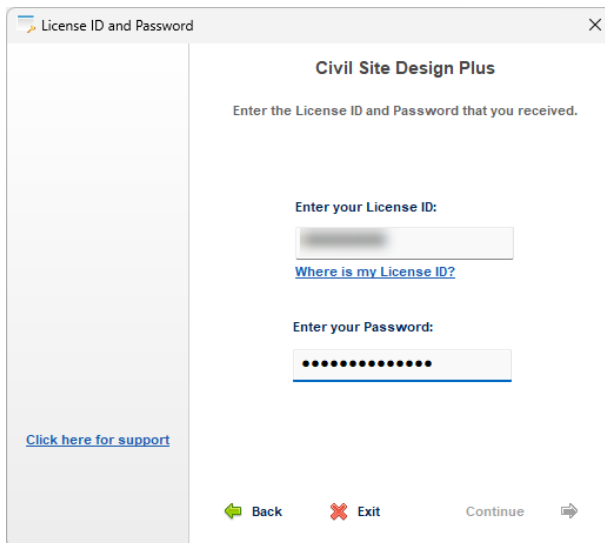 License ID and Password
Civil Site Design Plus
Enter the License ID and Password that you received.
Enter your License ID:
Where is my License ID?
Enter your Password:
••••••••••••••
Click here for support
Back Exit Continue